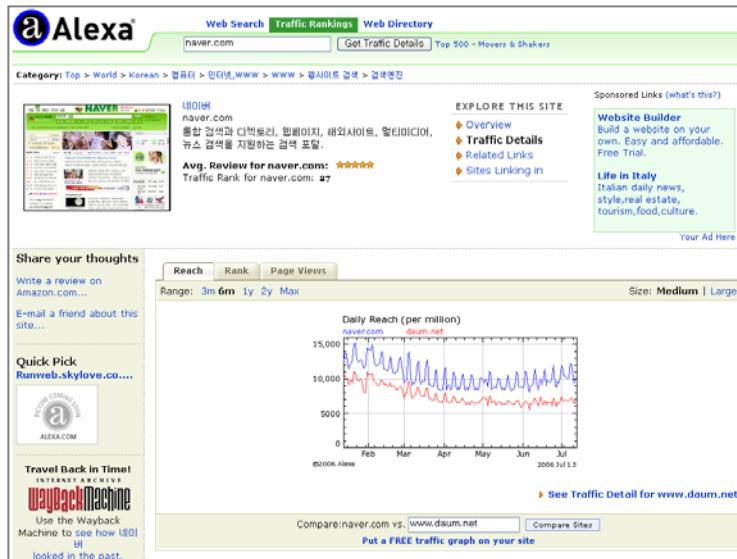 Alexa®
Web Search Traffic Rankings Web Directory
naver.com Get Traffic Details Top 500 - Movers & Shakers
Category: Top > World > Korean > 컴퓨터 > 인터넷,WWW > WWW > 웹사이트 검색 > 검색엔진
Sponsored Links (what's this?)
NAVER
네이버
naver.com
통합 검색과 디렉토리, 웹페이지, 해외사이트, 멀티미디어,
뉴스 검색을 지원하는 검색 포털.
Avg. Review for naver.com:
Traffic Rank for naver.com: 27
EXPLORE THIS SITE
Overview
Traffic Details
Related Links
Sites Linking in
Website Builder
Build a website on your
own. Easy and affordable.
Free Trial.
Life in Italy
Italian daily news,
style,real estate,
tourism,food,culture.
Your Ad Here
Share your thoughts
Write a review on
Amazon.com...
E-mail a friend about this
site...
Quick Pick
Runweb.skylove.co....
PICTURE COMING SOON
ALEXA.COM
Travel Back in Time!
INTERNET ARCHIVE
WayBackMachine
Use the Wayback
Machine to see how 네이
버
looked in the past.
Reach Rank Page Views
Range: 3m 6m 1y 2y Max Size: Medium | Large
Daily Reach (per million)
naver.com daum.net
15,000
10,000
5000
0
Feb Mar Apr May Jun Jul
©2006 Alexa 2006 Jul 13
See Traffic Detail for www.daum.net
Compare:naver.com vs. www.daum.net Compare Sites
Put a FREE traffic graph on your site